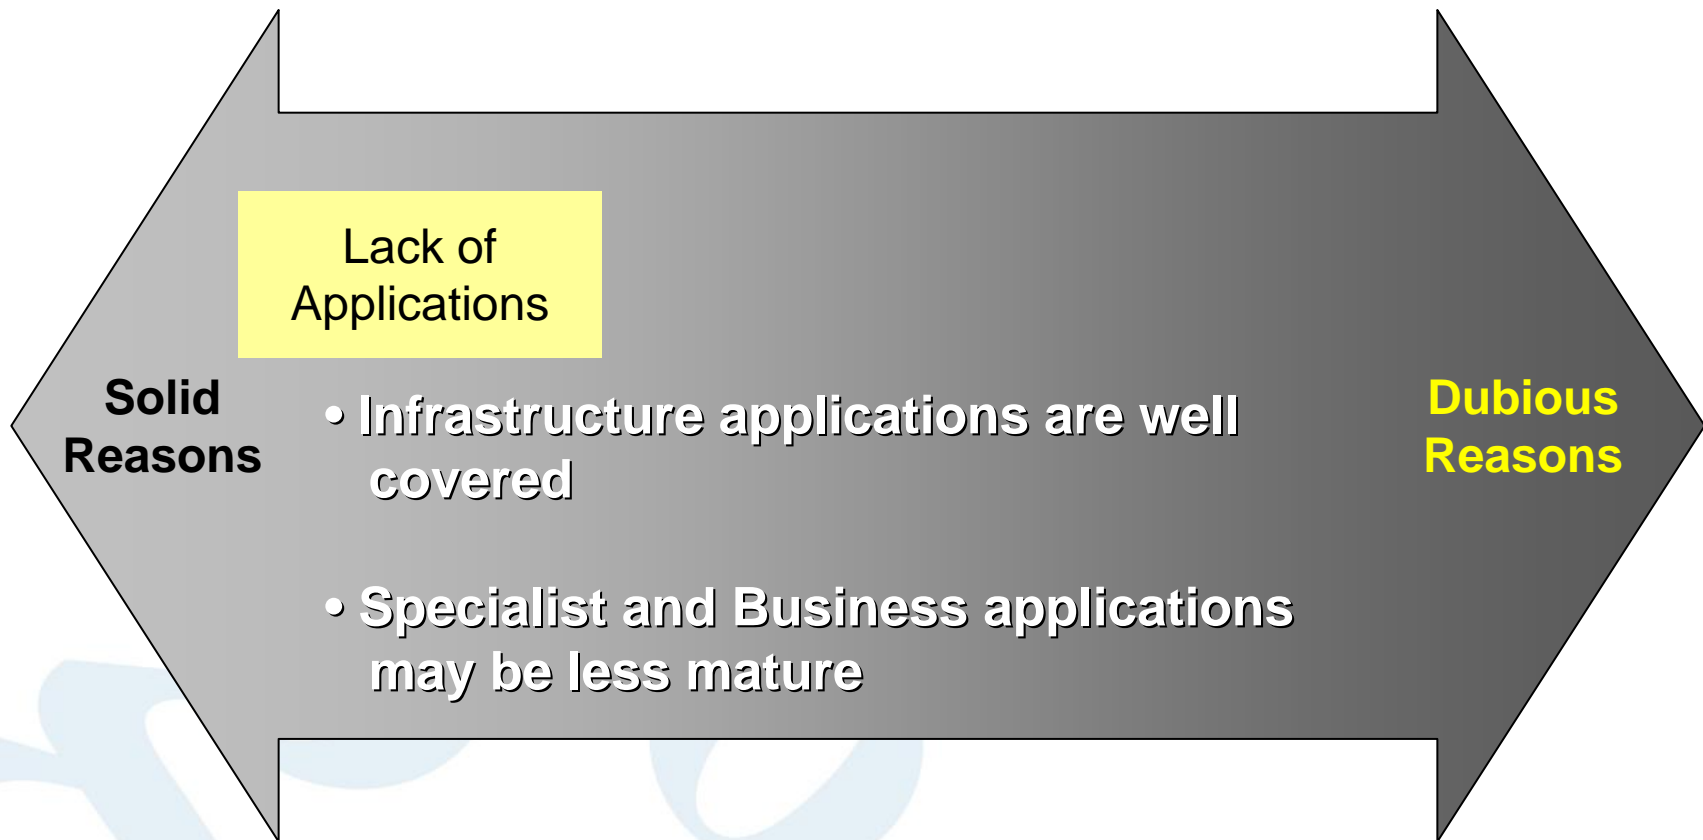 Lack of
Applications
Solid
Reasons
• Infrastructure applications are well
covered
• Specialist and Business applications
may be less mature
Dubious
Reasons